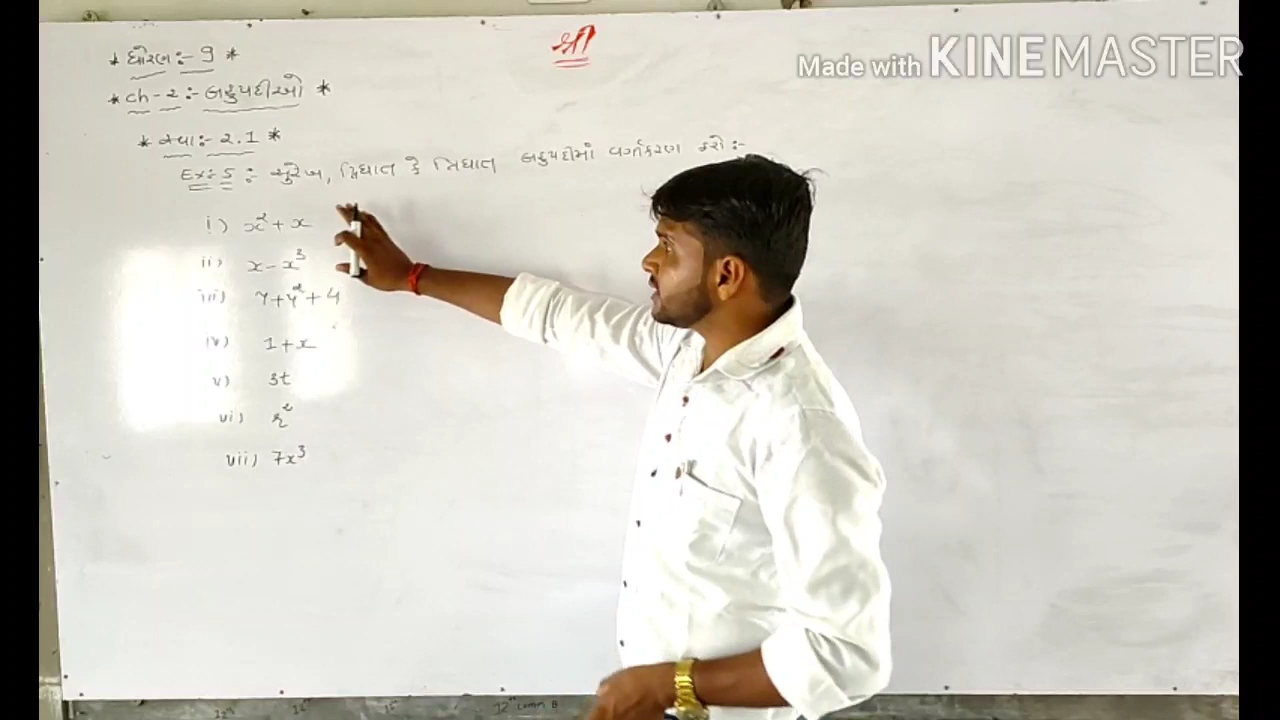 શ્રી
Made with KINEMASTER
* ધોરણ :- 9 *
* ch-2 :- બહુપદીઓ *
* સ્વા :- 2.1 *
Ex: 5 :- સુરેખ, દ્વિઘાત કે ત્રિઘાત બહુપદીમાં વર્ગીકરણ કરો :-
i) x² + x
ii) x - x³
iii) y + y² + 4
iv) 1 + x
v) 3t
vi) r²
vii) 7x³